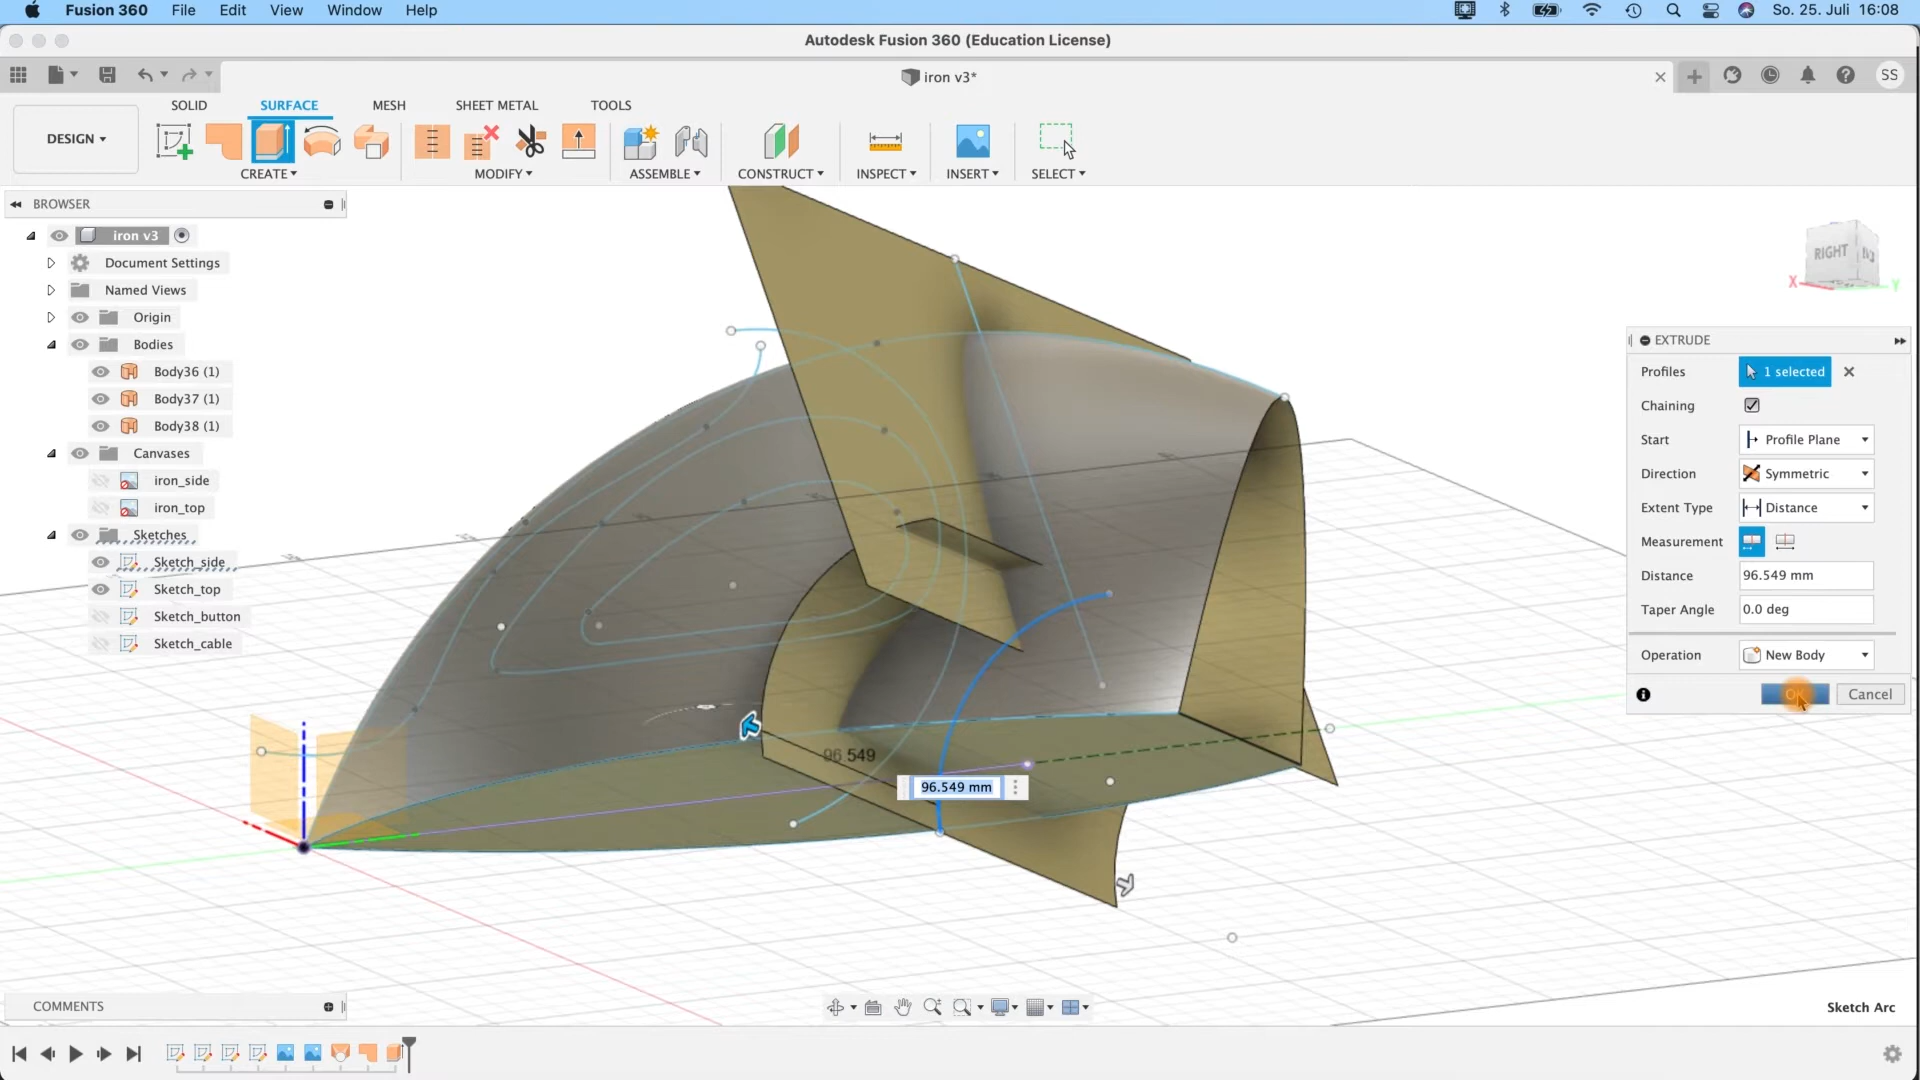 Fusion 360 File Edit View Window Help So. 25. Juli 16:08
Autodesk Fusion 360 (Education License)
iron v3* SS
SOLID SURFACE MESH SHEET METAL TOOLS
DESIGN
CREATE MODIFY ASSEMBLE CONSTRUCT INSPECT INSERT SELECT
BROWSER
iron v3
Document Settings
Named Views
Origin
Bodies
Body36 (1)
Body37 (1)
Body38 (1)
Canvases
iron_side
iron_top
Sketches
Sketch_side
Sketch_top
Sketch_button
Sketch_cable
RIGHT
X Y
EXTRUDE
Profiles 1 selected
Chaining
Start Profile Plane
Direction Symmetric
Extent Type Distance
Measurement
Distance 96.549 mm
Taper Angle 0.0 deg
Operation New Body
OK Cancel
96.549
96.549 mm
COMMENTS
Sketch Arc